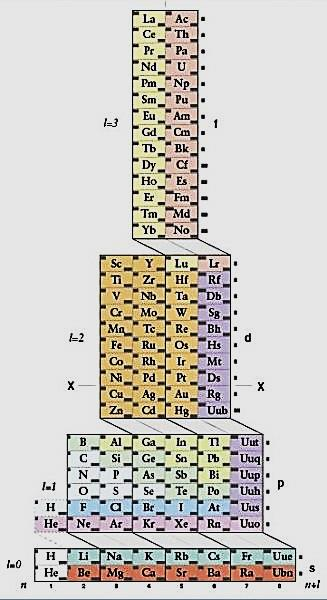 La Ac
Ce Th
Pr Pa
Nd U
Pm Np
Sm Pu
Eu Am
l=3 Gd Cm f
Tb Bk
Dy Cf
Ho Es
Er Fm
Tm Md
Yb No
Sc Y Lu Lr
Ti Zr Hf Rf
V Nb Ta Db
Cr Mo W Sg
Mn Tc Re Bh
l=2 Fe Ru Os Hs d
Co Rh Ir Mt
Ni Pd Pt Ds
X Cu Ag Au Rg X
Zn Cd Hg Uub
B Al Ga In Tl Uut
C Si Ge Sn Pb Uuq
N P As Sb Bi Uup
l=1 O S Se Te Po Uuh p
H F Cl Br I At Uus
He Ne Ar Kr Xe Rn Uuo
l=0 H Li Na K Rb Cs Fr Uue
He Be Mg Ca Sr Ba Ra Ubn s
n 1 2 3 4 5 6 7 8 n+l